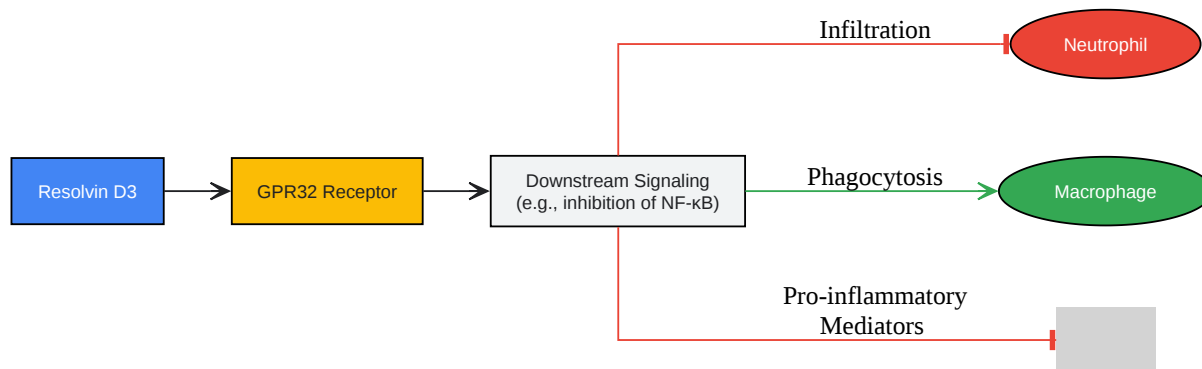 Infiltration
Neutrophil
Resolvin D3
GPR32 Receptor
Downstream Signaling
(e.g., inhibition of NF-κB)
Phagocytosis
Macrophage
Pro-inflammatory
Mediators